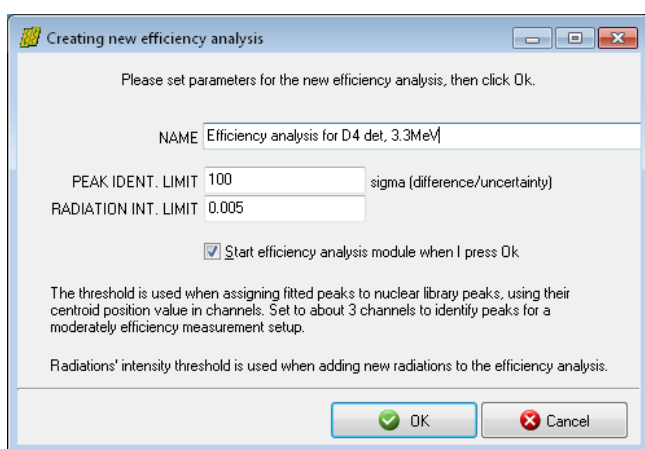 Creating new efficiency analysis
Please set parameters for the new efficiency analysis, then click Ok.
NAME Efficiency analysis for D4 det, 3.3MeV
PEAK IDENT. LIMIT 100 sigma (difference/uncertainty)
RADIATION INT. LIMIT 0.005
Start efficiency analysis module when I press Ok
The threshold is used when assigning fitted peaks to nuclear library peaks, using their
centroid position value in channels. Set to about 3 channels to identify peaks for a
moderately efficiency measurement setup.
Radiations' intensity threshold is used when adding new radiations to the efficiency analysis.
OK Cancel